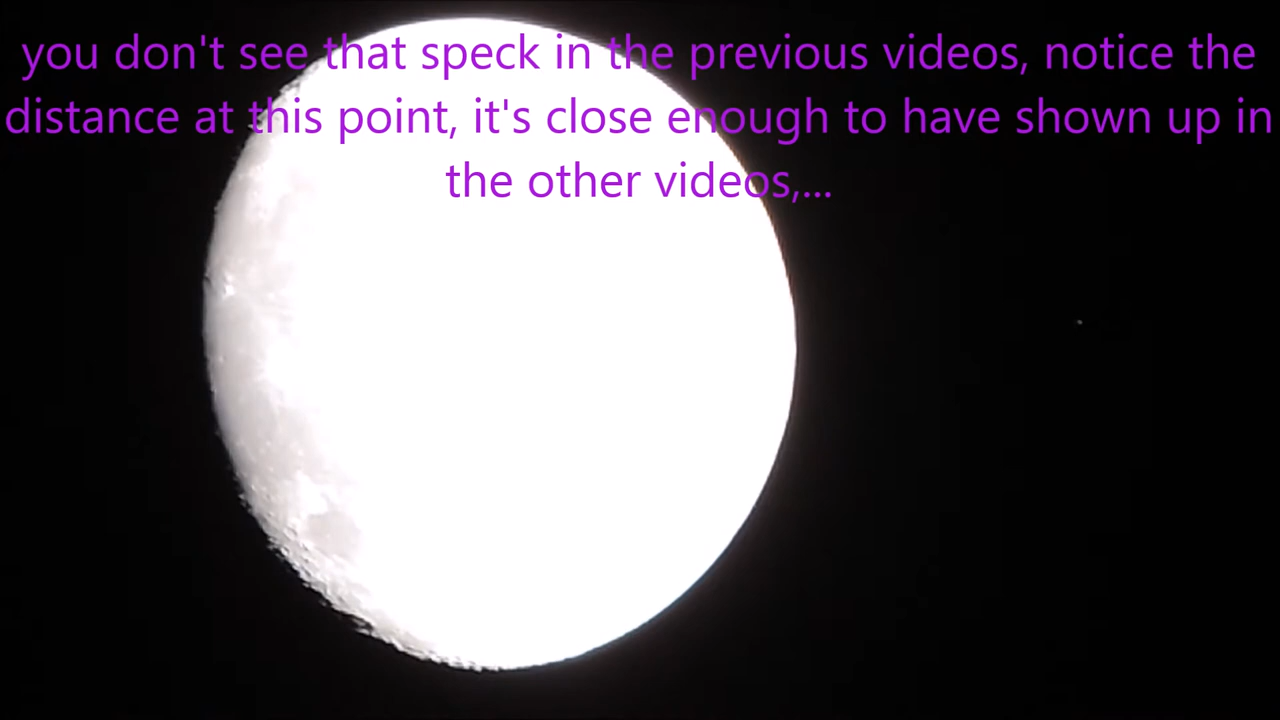 you don't see that speck in the previous videos, notice the
distance at this point, it's close enough to have shown up in
the other videos,...